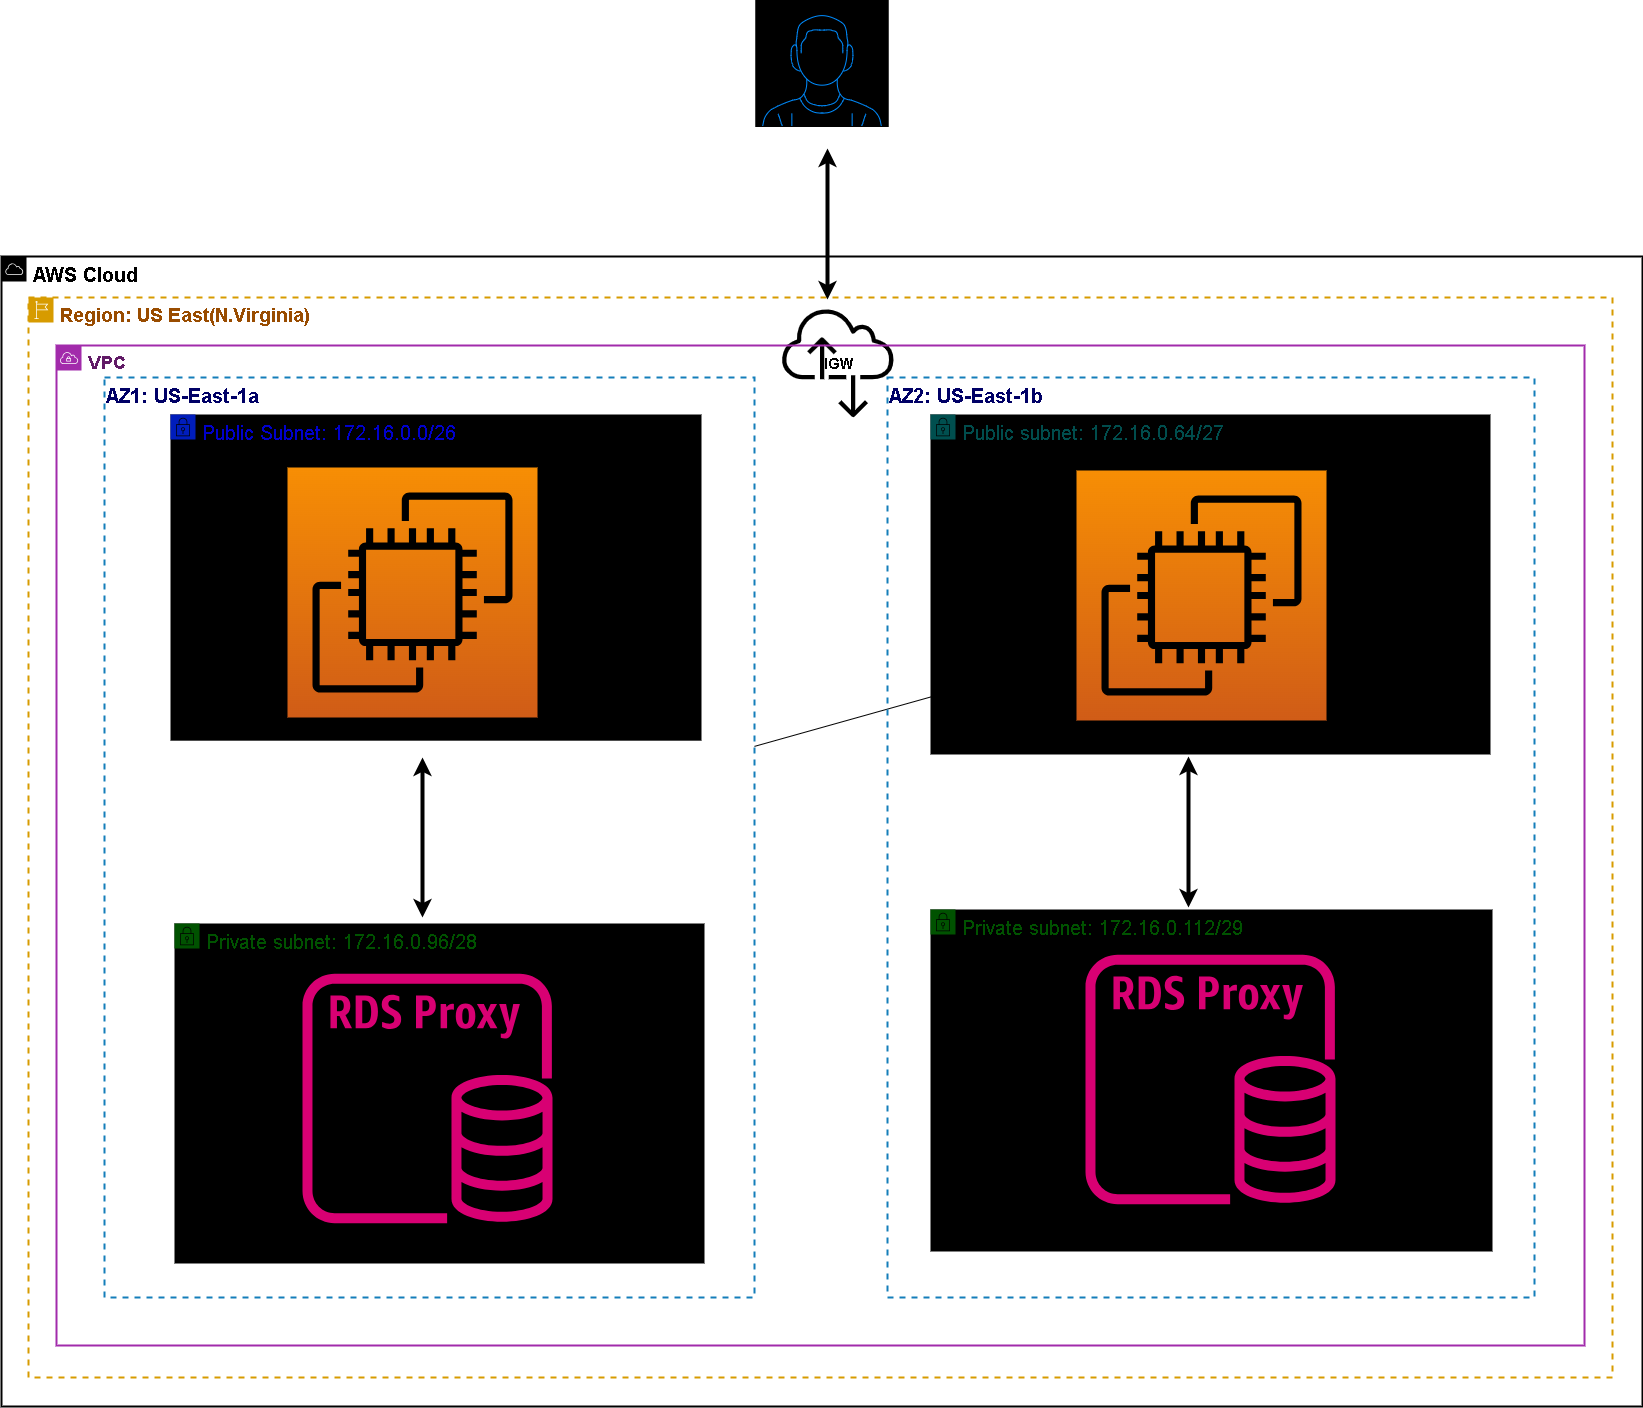 AWS Cloud
Region: US East(N.Virginia)
VPC
IGW
AZ1: US-East-1a
AZ2: US-East-1b
Public Subnet: 172.16.0.0/26
Public subnet: 172.16.0.64/27
Private subnet: 172.16.0.96/28
Private subnet: 172.16.0.112/29
RDS Proxy
RDS Proxy